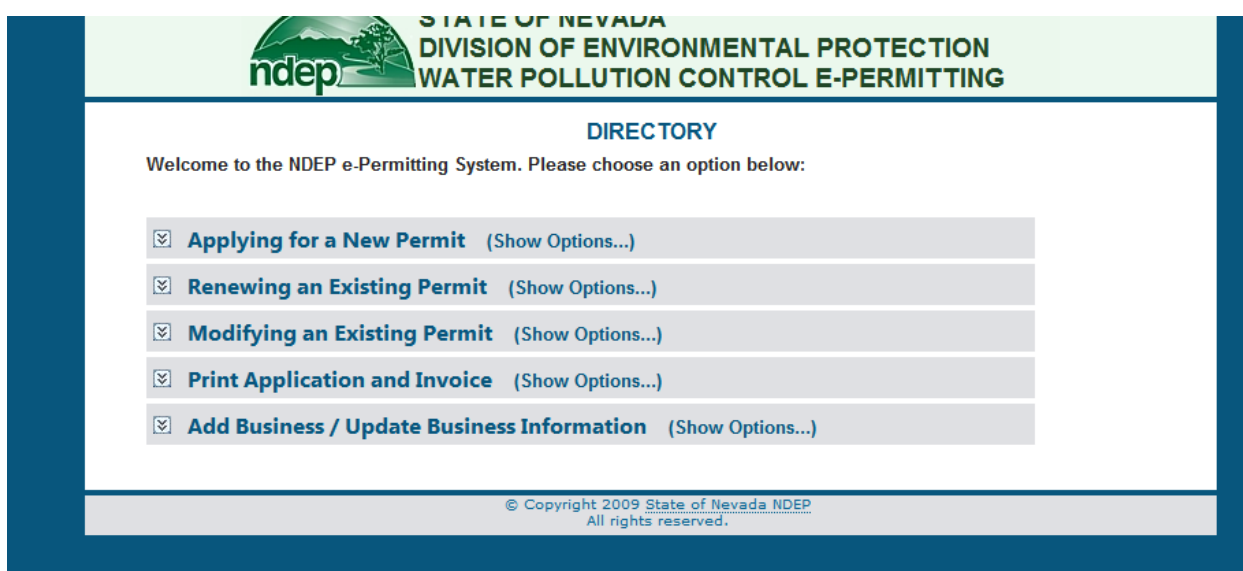 STATE OF NEVADA
DIVISION OF ENVIRONMENTAL PROTECTION
ndep WATER POLLUTION CONTROL E-PERMITTING
DIRECTORY
Welcome to the NDEP e-Permitting System. Please choose an option below:
Applying for a New Permit (Show Options...)
Renewing an Existing Permit (Show Options...)
Modifying an Existing Permit (Show Options...)
Print Application and Invoice (Show Options...)
Add Business / Update Business Information (Show Options...)
© Copyright 2009 State of Nevada NDEP
All rights reserved.